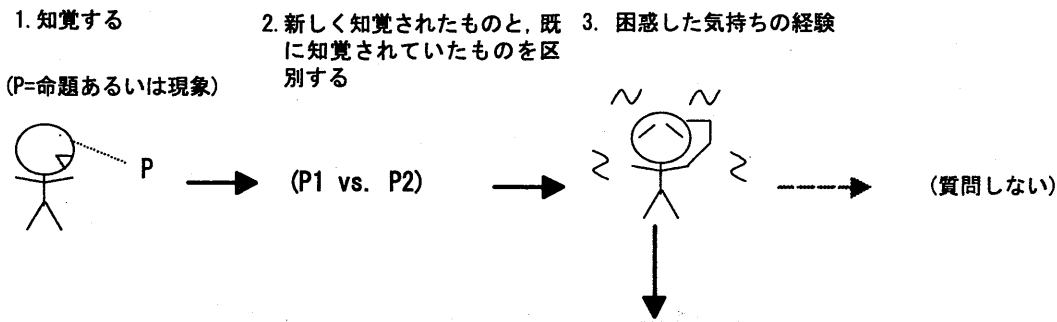 1. 知覚する
2. 新しく知覚されたものと, 既
に知覚されていたものを区
別する
3. 困惑した気持ちの経験
(P=命題あるいは現象)
P
(P1 vs. P2)
(質問しない)